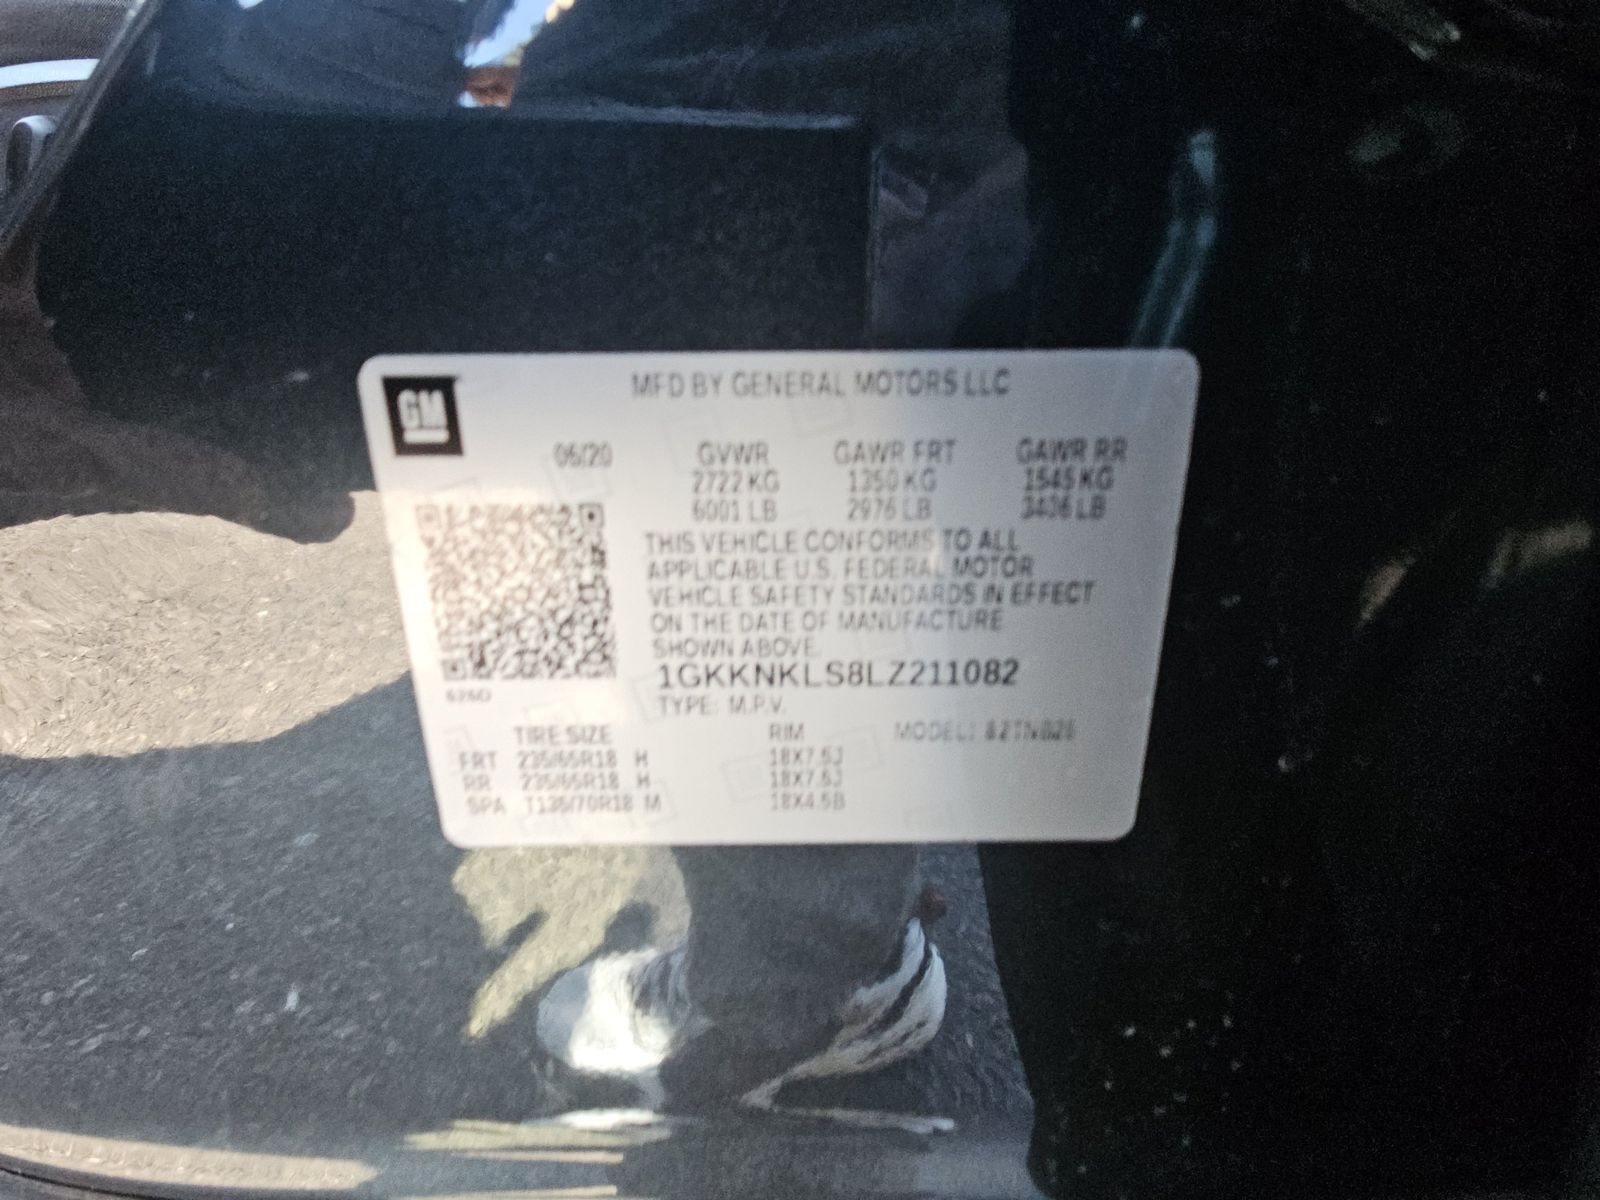 GM
MFD BY GENERAL MOTORS LLC
06/20 GVWR GAWR FRT GAWR RR
2722 KG 1350 KG 1545 KG
6001 LB 2976 LB 3406 LB
THIS VEHICLE CONFORMS TO ALL
APPLICABLE U.S. FEDERAL MOTOR
VEHICLE SAFETY STANDARDS IN EFFECT
ON THE DATE OF MANUFACTURE
SHOWN ABOVE.
1GKKNKLS8LZ211082
TYPE: M.P.V.
TIRE SIZE RIM MODEL:
FRT 235/65R18 H 18X7.5J
RR 235/65R18 H 18X7.5J
SPA T135/70R18 M 18X4.5B